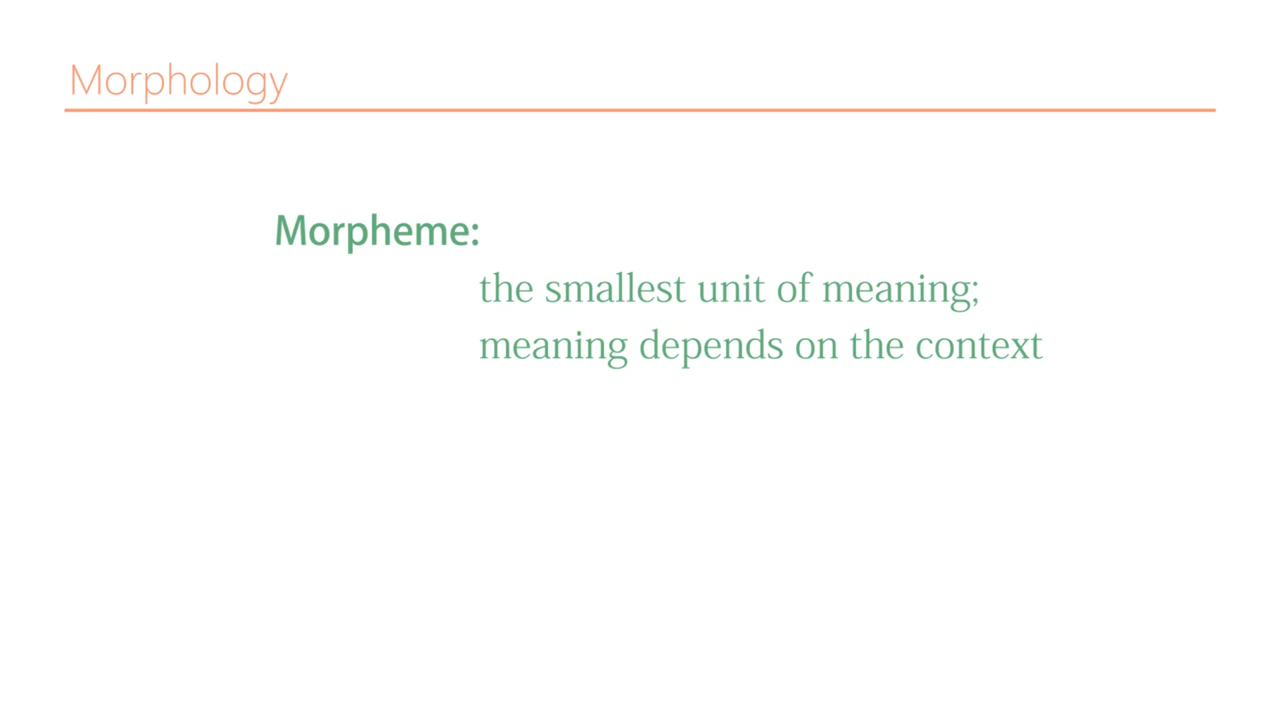 Morphology
Morpheme:
the smallest unit of meaning;
meaning depends on the context